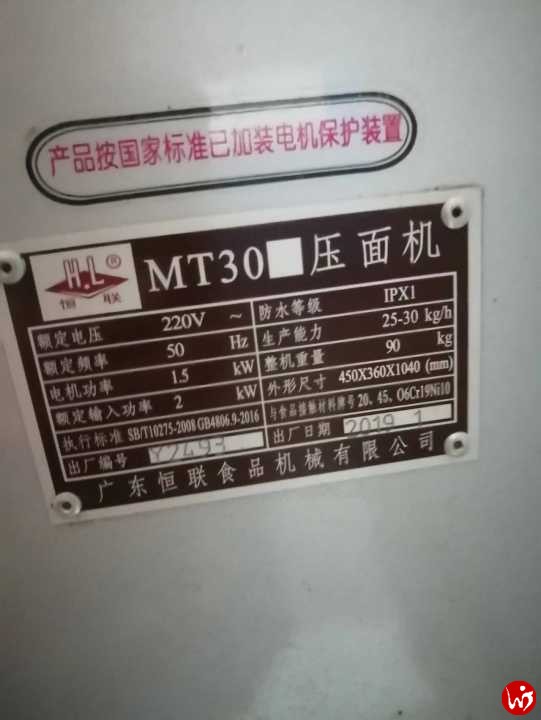 产品按国家标准已加装电机保护装置
H.L® 恒联
MT30 压面机
额定电压 220V ~
防水等级 IPX1
额定频率 50 Hz
生产能力 25-30 kg/h
电机功率 1.5 kW
整机重量 90 kg
额定输入功率 2 kW
外形尺寸 450X360X1040 (mm)
执行标准 SB/T10275-2008 GB4806.9-2016
与食品接触材料牌号 20、45、06Cr19Ni10
出厂编号 Y2493
出厂日期 2019 1
广东恒联食品机械有限公司